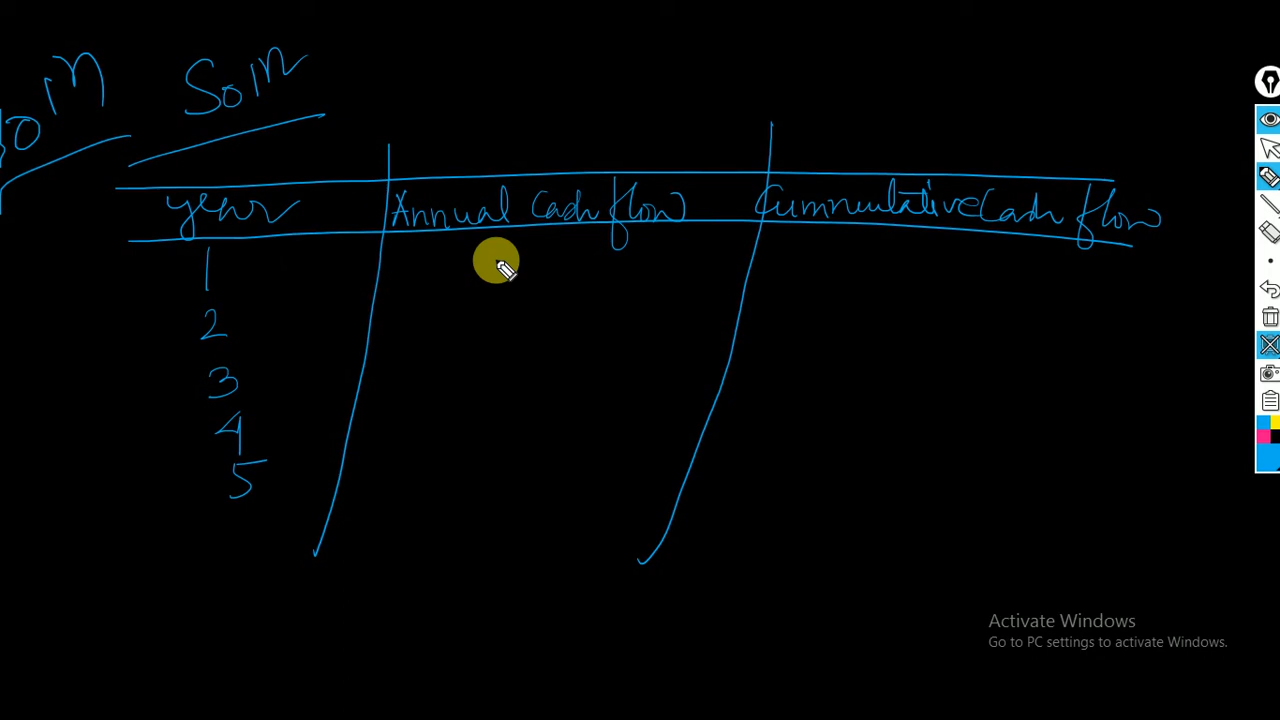 Soln
year Annual Cash flow Cummulative Cash flow
1
2
3
4
5
Activate Windows
Go to PC settings to activate Windows.